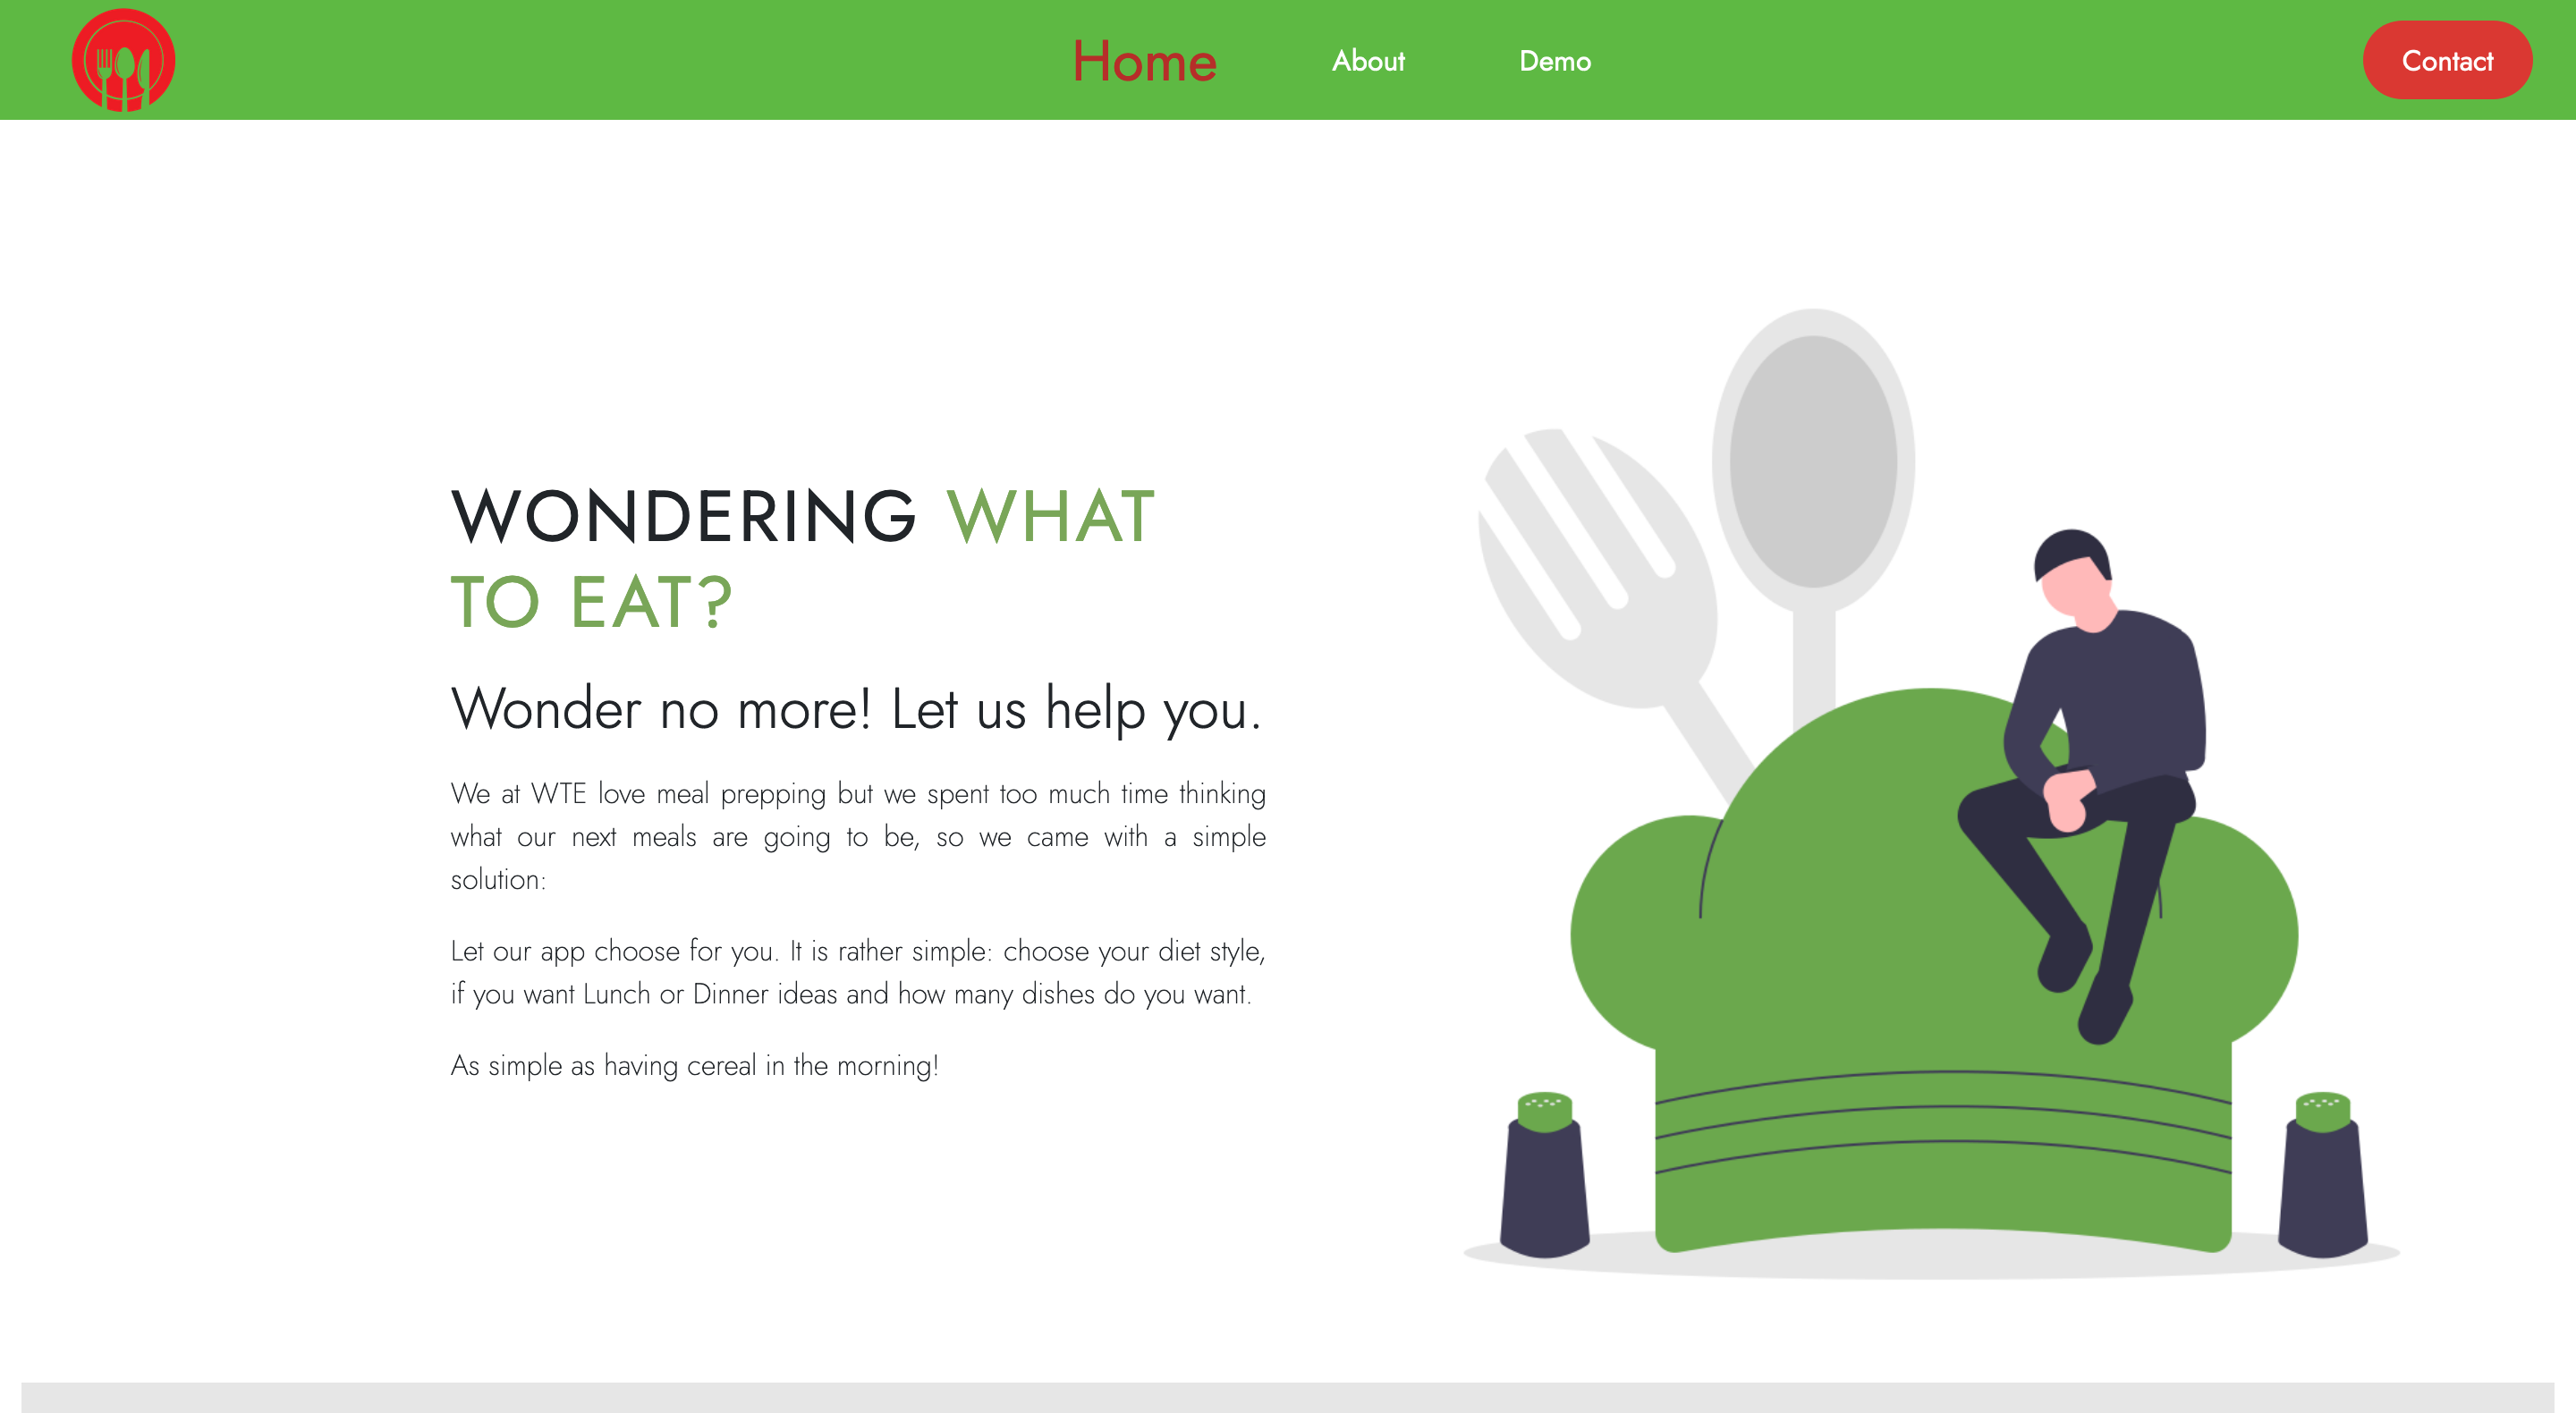 Home About Demo Contact
WONDERING WHAT
TO EAT?
Wonder no more! Let us help you.
We at WTE love meal prepping but we spent too much time thinking
what our next meals are going to be, so we came with a simple
solution:
Let our app choose for you. It is rather simple: choose your diet style,
if you want Lunch or Dinner ideas and how many dishes do you want.
As simple as having cereal in the morning!